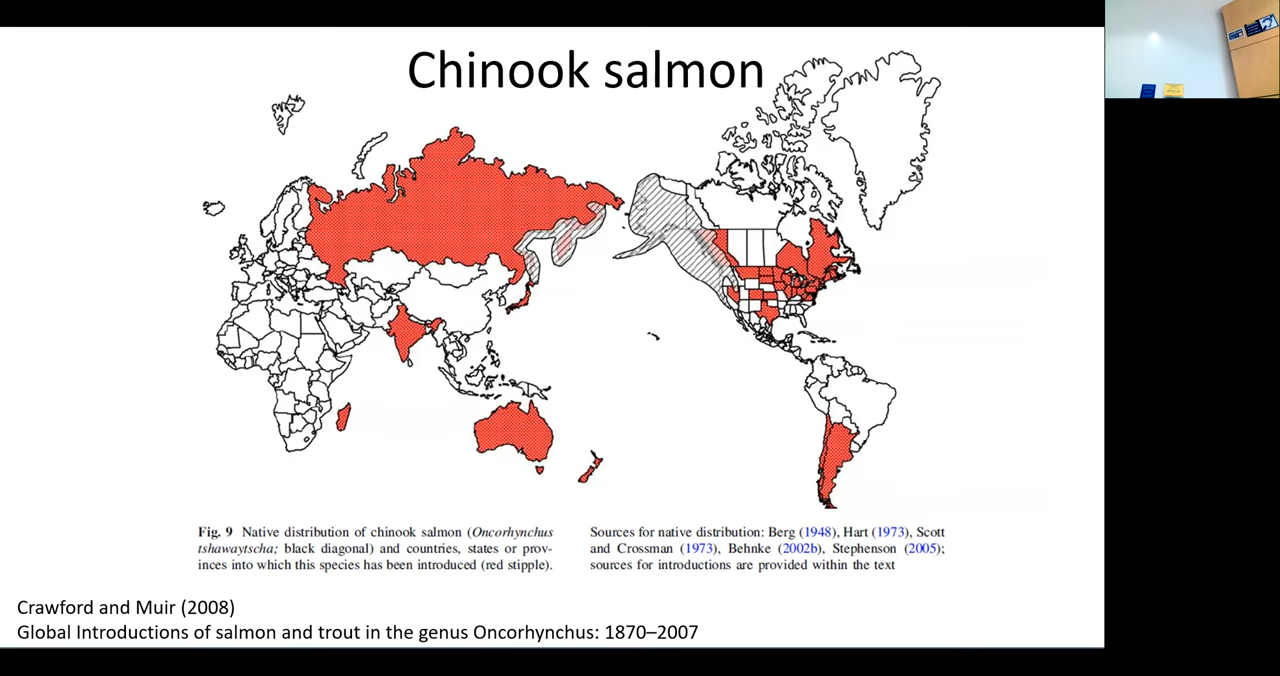 Chinook salmon
Fig. 9 Native distribution of chinook salmon (Oncorhynchus
tshawaytscha; black diagonal) and countries, states or prov-
inces into which this species has been introduced (red stipple).
Sources for native distribution: Berg (1948), Hart (1973), Scott
and Crossman (1973), Behnke (2002b), Stephenson (2005);
sources for introductions are provided within the text
Crawford and Muir (2008)
Global Introductions of salmon and trout in the genus Oncorhynchus: 1870–2007